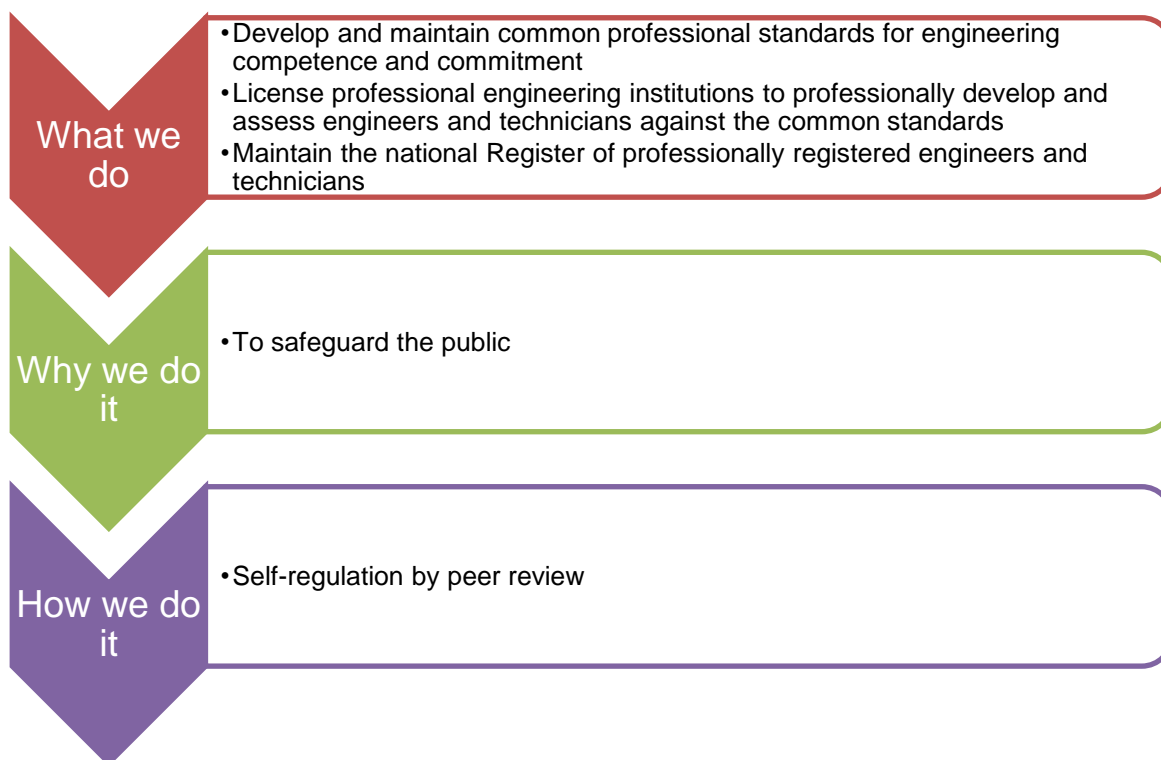 What we
do
•Develop and maintain common professional standards for engineering
competence and commitment
•License professional engineering institutions to professionally develop and
assess engineers and technicians against the common standards
•Maintain the national Register of professionally registered engineers and
technicians
Why we do
it
•To safeguard the public
How we do
it
•Self-regulation by peer review